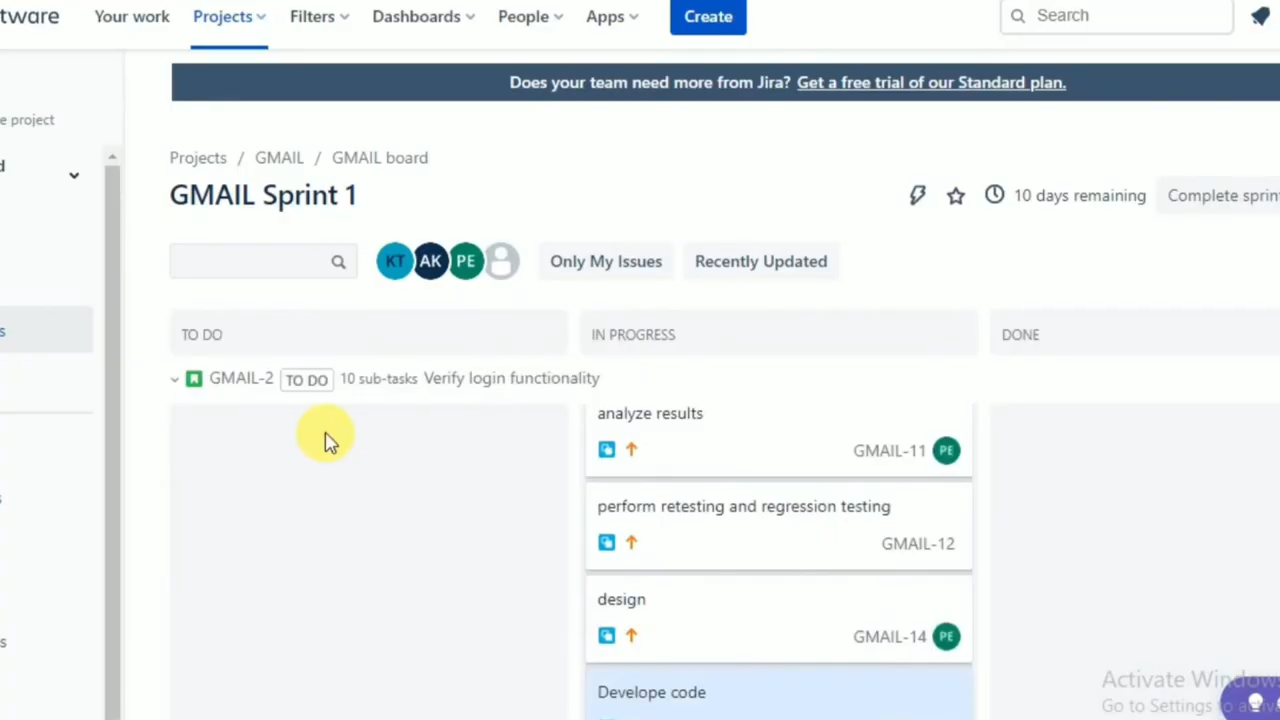 tware Your work Projects Filters Dashboards People Apps Create Search
Does your team need more from Jira? Get a free trial of our Standard plan.
e project
d
Projects / GMAIL / GMAIL board
GMAIL Sprint 1
10 days remaining Complete sprint
KT AK PE Only My Issues Recently Updated
s
TO DO IN PROGRESS DONE
GMAIL-2 TO DO 10 sub-tasks Verify login functionality
analyze results
GMAIL-11 PE
perform retesting and regression testing
GMAIL-12
design
GMAIL-14 PE
s
Develope code
Activate Windows
Go to Settings to activ